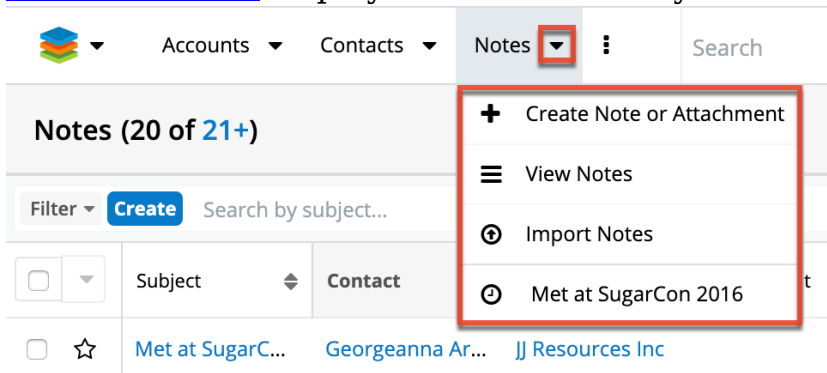 Accounts Contacts Notes Search
Notes (20 of 21+)
Create Note or Attachment
View Notes
Import Notes
Met at SugarCon 2016
Filter Create Search by subject...
Subject Contact t
Met at SugarC... Georgeanna Ar... JJ Resources Inc